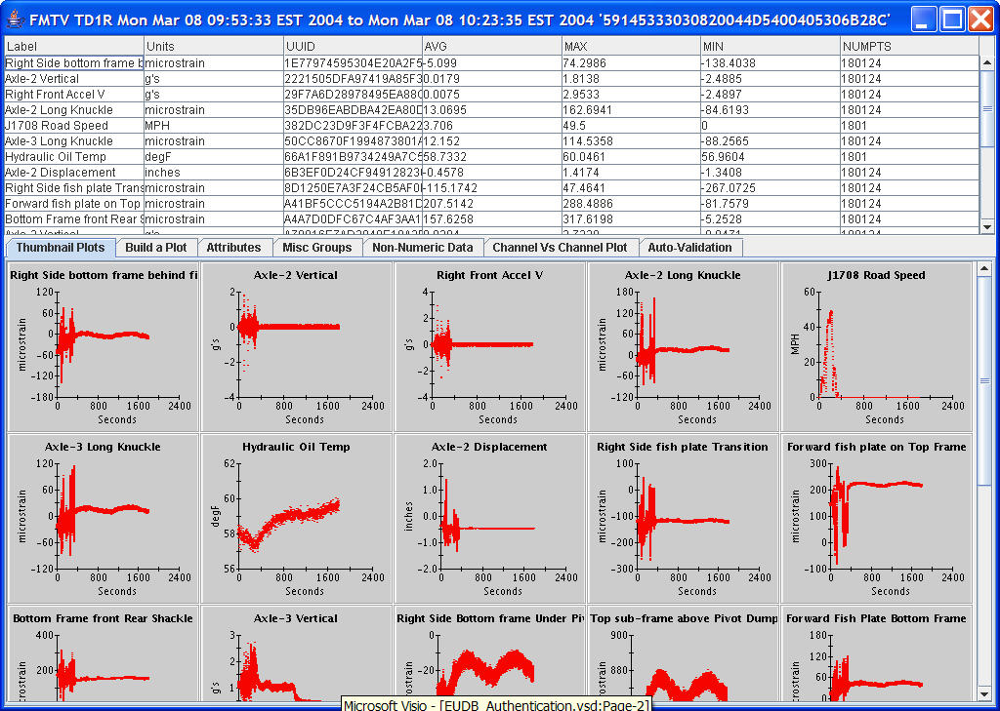 FMTV TD1R Mon Mar 08 09:53:33 EST 2004 to Mon Mar 08 10:23:35 EST 2004 '59145333030820044D5400405306B28C'
Label Units UUID AVG MAX MIN NUMPTS
Right Side bottom frame b microstrain 1E77974595304E20A2F5 -5.099 74.2986 -138.4038 180124
Axle-2 Vertical g's 2221505DFA97419A85F3 0.0179 1.8138 -2.4885 180124
Right Front Accel V g's 29F7A6D28978495EA88C 0.0075 2.9533 -2.4897 180124
Axle-2 Long Knuckle microstrain 35DB96EABDBA42EA80D 13.0695 162.6941 -84.6193 180124
J1708 Road Speed MPH 382DC23D9F3F4FCBA22 3.706 49.5 0 1801
Axle-3 Long Knuckle microstrain 50CC8670F1994873801A 12.152 114.5358 -88.2565 180124
Hydraulic Oil Temp degF 66A1F891B9734249A7C5 58.7332 60.0461 56.9604 1801
Axle-2 Displacement inches 6B3EF0D24CF94912823 -0.4578 1.4174 -1.3408 180124
Right Side fish plate Trans microstrain 8D1250E7A3F24CB5AF0 -115.1742 47.4641 -267.0725 180124
Forward fish plate on Top microstrain A41BF5CCC5194A2B81D 207.5142 288.4886 -81.7579 180124
Bottom Frame front Rear S microstrain A4A7D0DFC67C4AF3AA1 157.6258 317.6198 -5.2528 180124
Thumbnail Plots Build a Plot Attributes Misc Groups Non-Numeric Data Channel Vs Channel Plot Auto-Validation
Right Side bottom frame behind fi Axle-2 Vertical Right Front Accel V Axle-2 Long Knuckle J1708 Road Speed
120 2 4 180 60
60 2 120
0 0 0 60 40
-60 -2 0 20
-120 -2 -60
-180 -4 -4 -120 0
microstrain g's g's microstrain MPH
0 800 1600 2400 0 800 1600 2400 0 800 1600 2400 0 800 1600 2400 0 800 1600 2400
Seconds Seconds Seconds Seconds Seconds
Axle-3 Long Knuckle Hydraulic Oil Temp Axle-2 Displacement Right Side fish plate Transition Forward fish plate on Top Frame
120 62 2.0 100 300
60 60 1.0 0 200
0 0.0 -100 100
-60 58 -1.0 -200 0
-120 56 -2.0 -300 -100
microstrain degF inches microstrain microstrain
0 800 1600 2400 0 800 1600 2400 0 800 1600 2400 0 800 1600 2400 0 800 1600 2400
Seconds Seconds Seconds Seconds Seconds
Bottom Frame front Rear Shackle Axle-3 Vertical Right Side Bottom frame Under Piv Top sub-frame above Pivot Dump Forward Fish Plate Bottom Frame
400 3 0 900 180
200 2 -20 880 120
1 60
0
g's
Microsoft Visio - [EUDB_Authentication.vsd:Page-2]